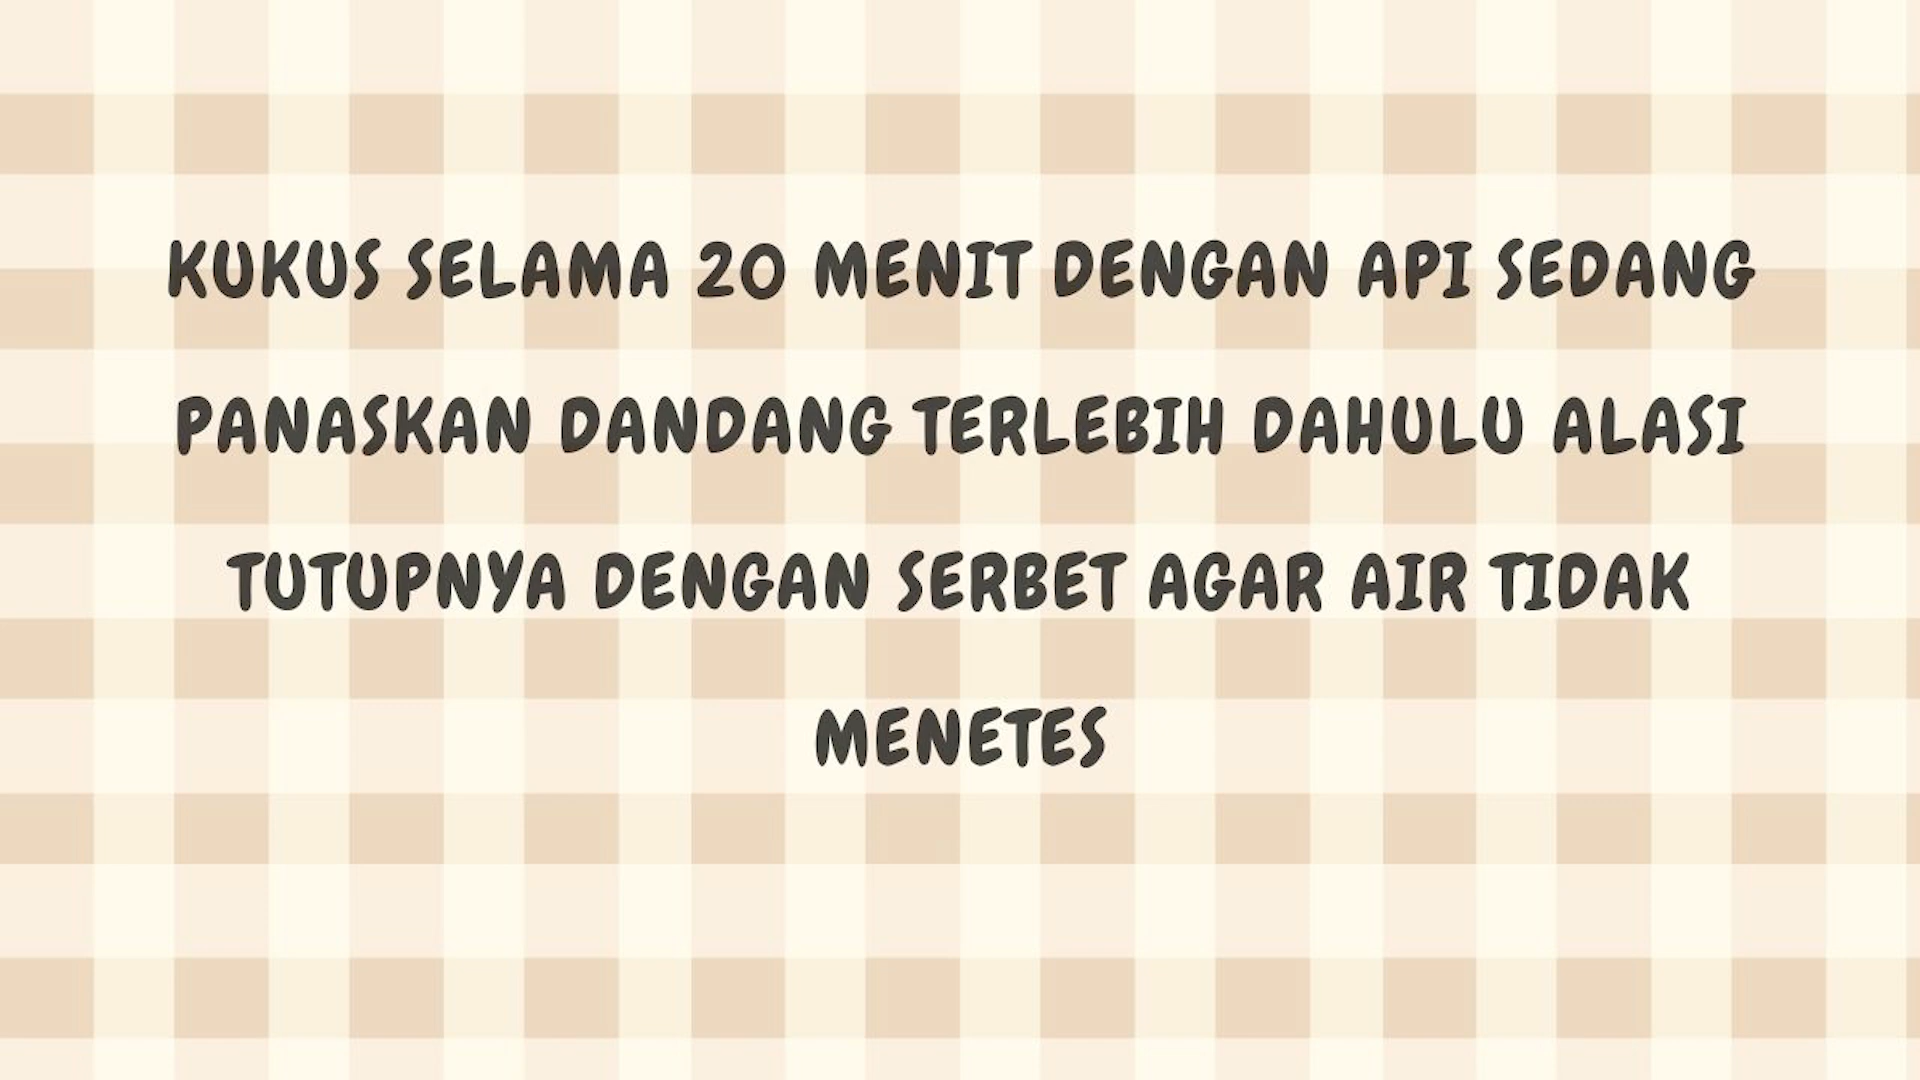 KUKUS SELAMA 20 MENIT DENGAN API SEDANG
PANASKAN DANDANG TERLEBIH DAHULU ALASI
TUTUPNYA DENGAN SERBET AGAR AIR TIDAK
MENETES